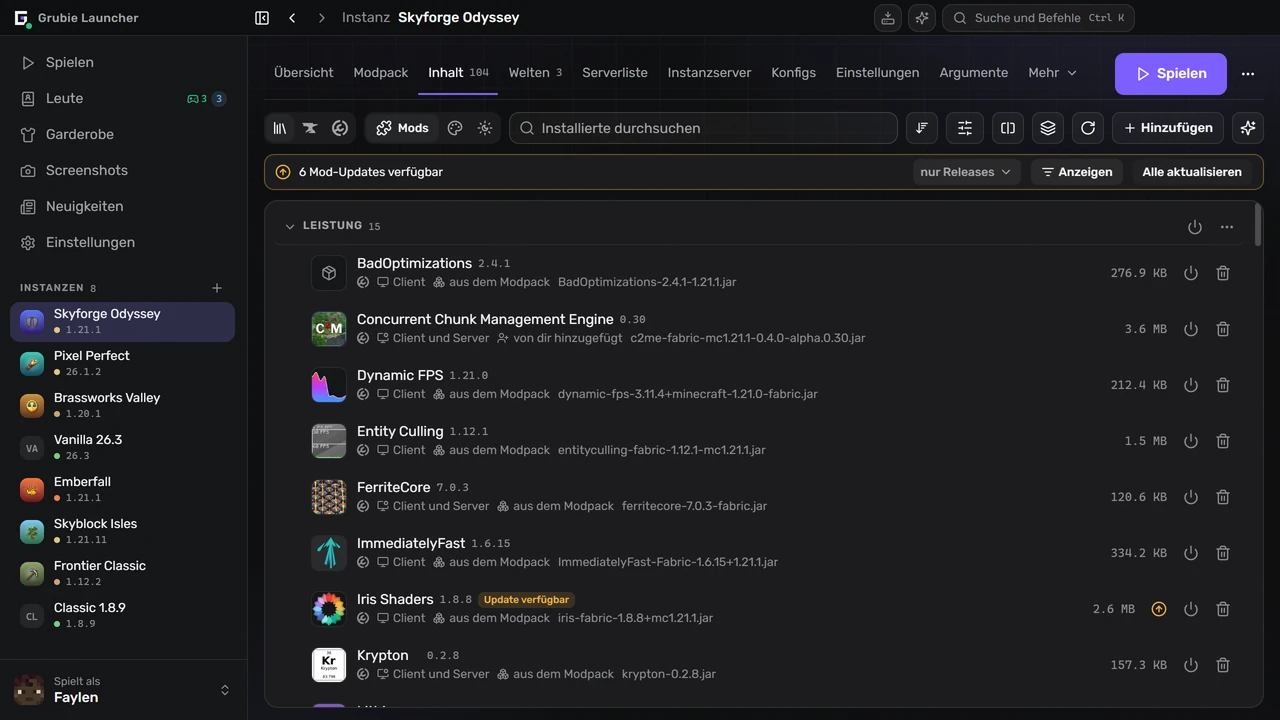 Grubie Launcher
Instanz Skyforge Odyssey
Suche und Befehle Ctrl K
Spielen
Leute 3 3
Garderobe
Screenshots
Neuigkeiten
Einstellungen
INSTANZEN 8
Skyforge Odyssey
1.21.1
Pixel Perfect
26.1.2
Brassworks Valley
1.20.1
VA
Vanilla 26.3
26.3
Emberfall
1.21.1
Skyblock Isles
1.21.11
Frontier Classic
1.12.2
CL
Classic 1.8.9
1.8.9
Spielt als
Faylen
Übersicht Modpack Inhalt 104 Welten 3 Serverliste Instanzserver Konfigs Einstellungen Argumente Mehr
Spielen
Mods
Installierte durchsuchen
Hinzufügen
6 Mod-Updates verfügbar
nur Releases
Anzeigen
Alle aktualisieren
LEISTUNG 15
BadOptimizations 2.4.1
Client aus dem Modpack BadOptimizations-2.4.1-1.21.1.jar
276.9 KB
C2M
Concurrent Chunk Management Engine 0.30
Client und Server von dir hinzugefügt c2me-fabric-mc1.21.1-0.4.0-alpha.0.30.jar
3.6 MB
Dynamic FPS 1.21.0
Client aus dem Modpack dynamic-fps-3.11.4+minecraft-1.21.0-fabric.jar
212.4 KB
Entity Culling 1.12.1
Client aus dem Modpack entityculling-fabric-1.12.1-mc1.21.1.jar
1.5 MB
FerriteCore 7.0.3
Client und Server aus dem Modpack ferritecore-7.0.3-fabric.jar
120.6 KB
ImmediatelyFast 1.6.15
Client aus dem Modpack ImmediatelyFast-Fabric-1.6.15+1.21.1.jar
334.2 KB
Iris Shaders 1.8.8 Update verfügbar
Client aus dem Modpack iris-fabric-1.8.8+mc1.21.1.jar
2.6 MB
36
Kr
Krypton
83.798
Krypton 0.2.8
Client und Server aus dem Modpack krypton-0.2.8.jar
157.3 KB